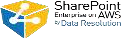 SharePoint
Enterprise on AWS
By Data Resolution